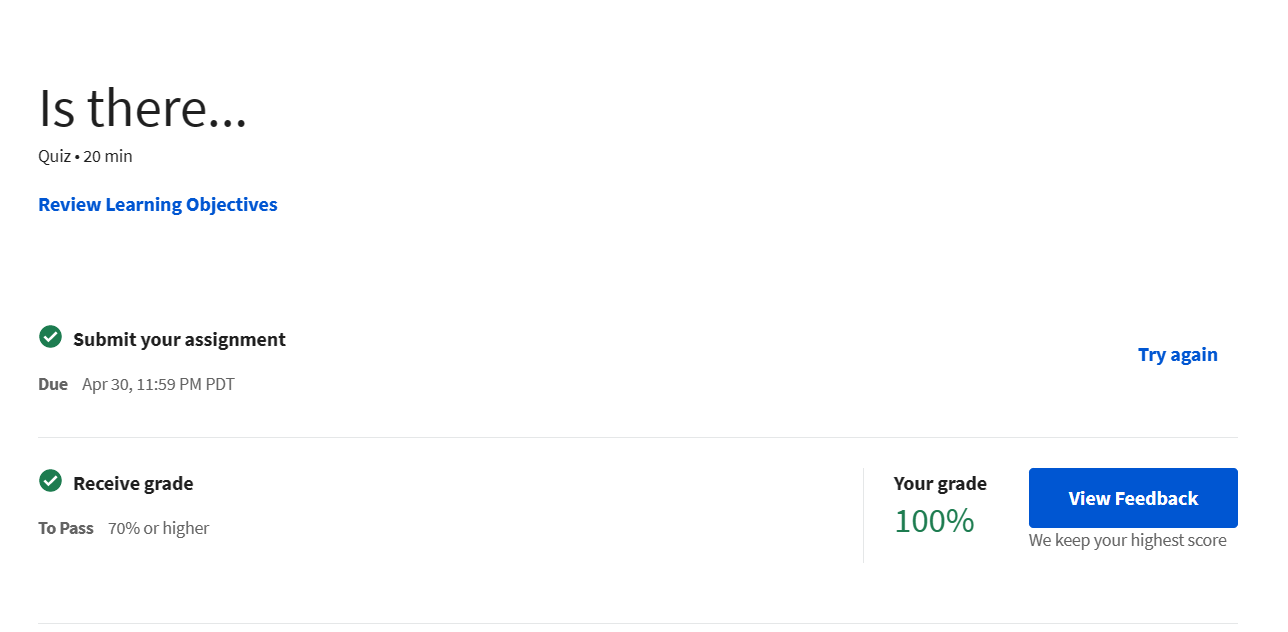 Is there...
Quiz • 20 min
Review Learning Objectives
Submit your assignment
Due Apr 30, 11:59 PM PDT
Try again
Receive grade
To Pass 70% or higher
Your grade
100%
View Feedback
We keep your highest score